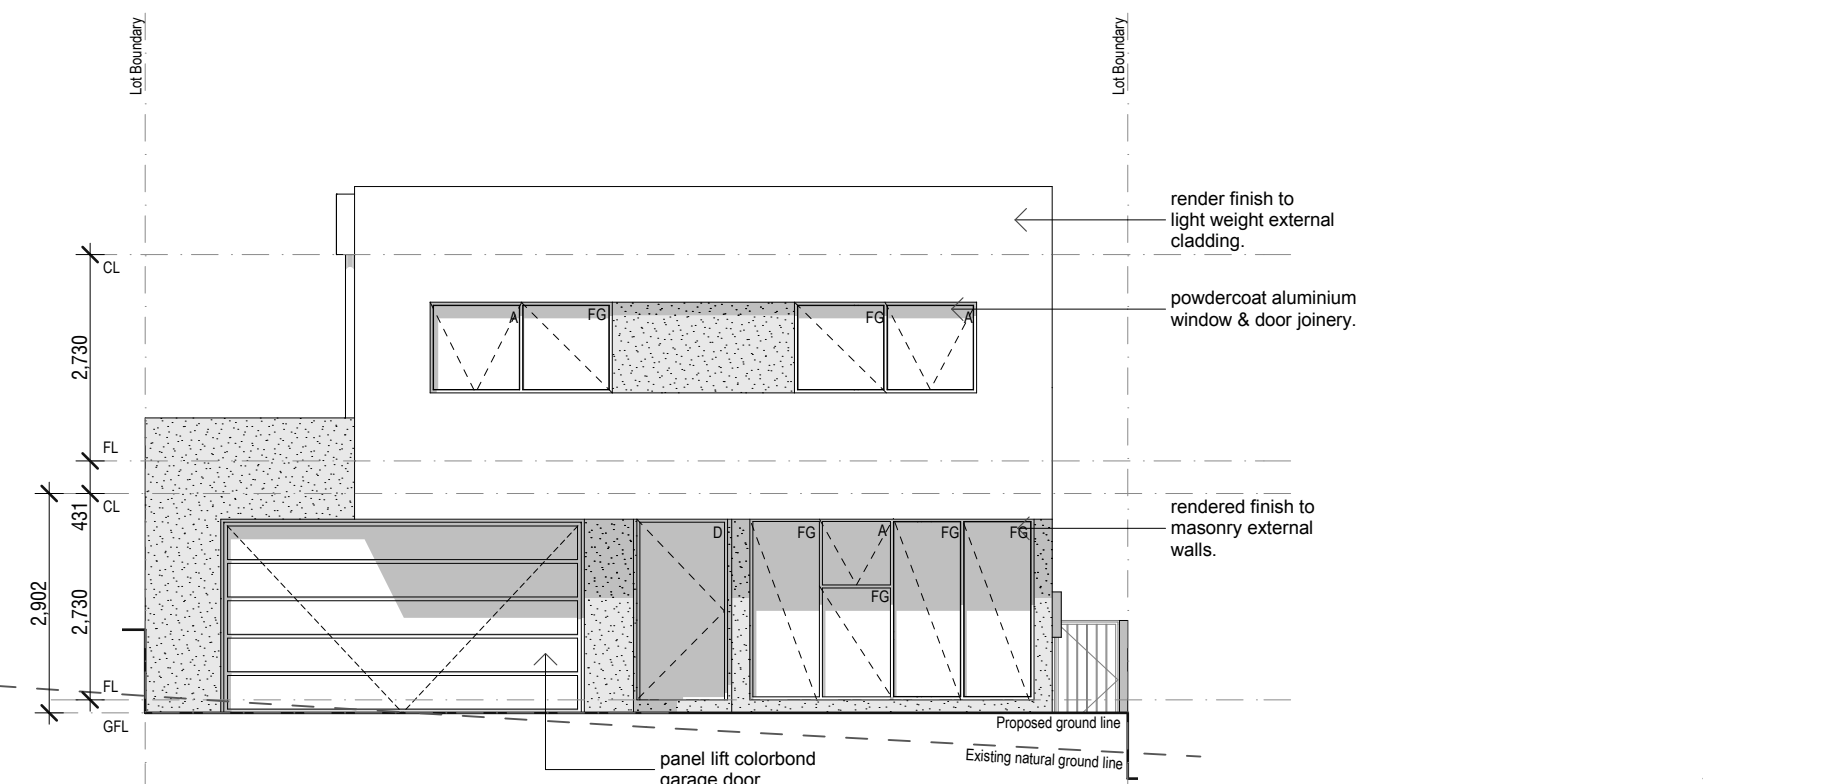 Lot Boundary
Lot Boundary
render finish to
light weight external
cladding.
CL
powdercoat aluminium
window & door joinery.
A
FG
FG
A
2,730
FL
CL
431
rendered finish to
masonry external
walls.
D
FG
A
FG
FG
FG
2,902
2,730
FL
GFL
Proposed ground line
Existing natural ground line
panel lift colorbond
garage door